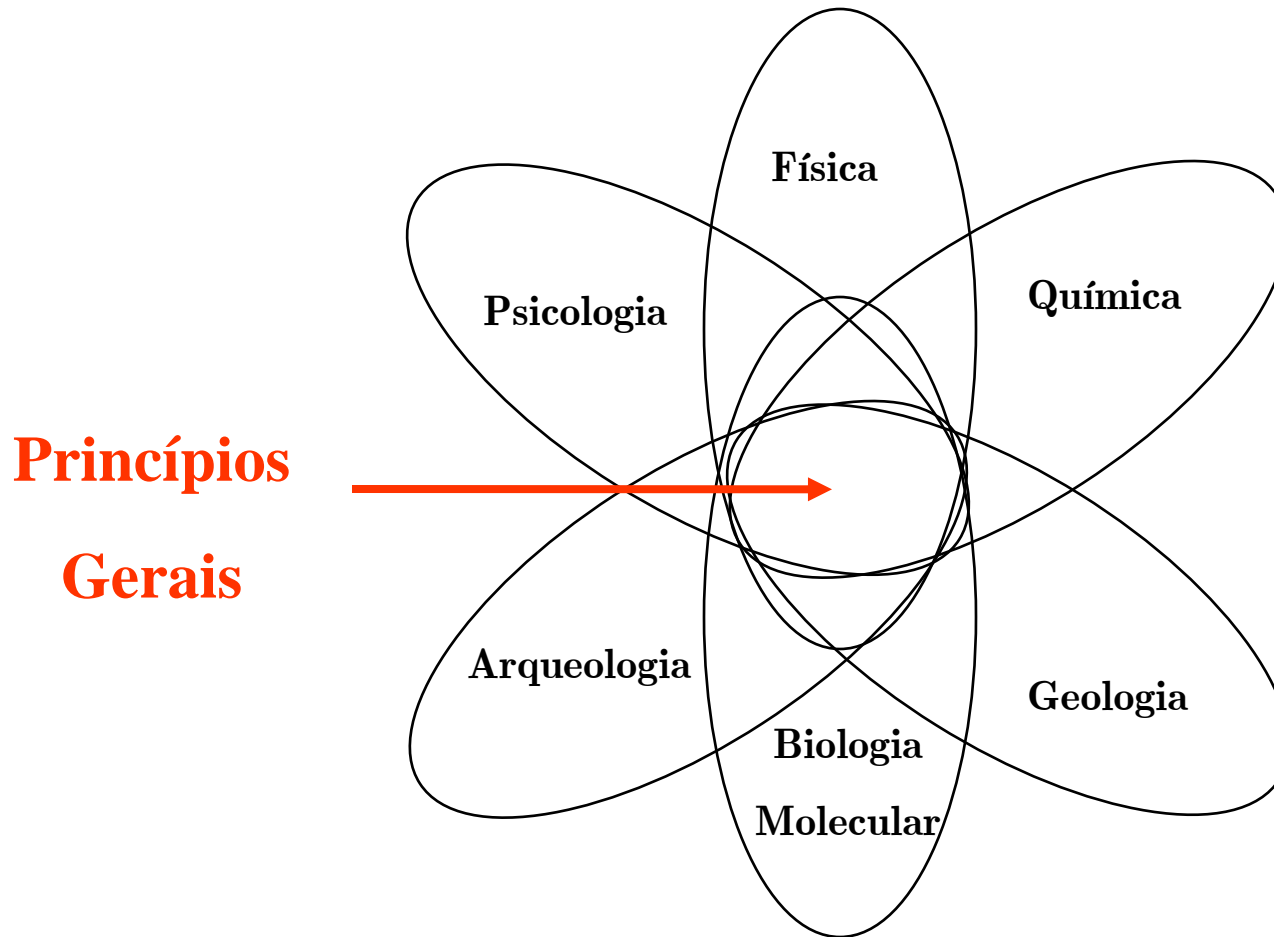 Física
Química
Psicologia
Princípios
Gerais
Arqueologia
Geologia
Biologia
Molecular